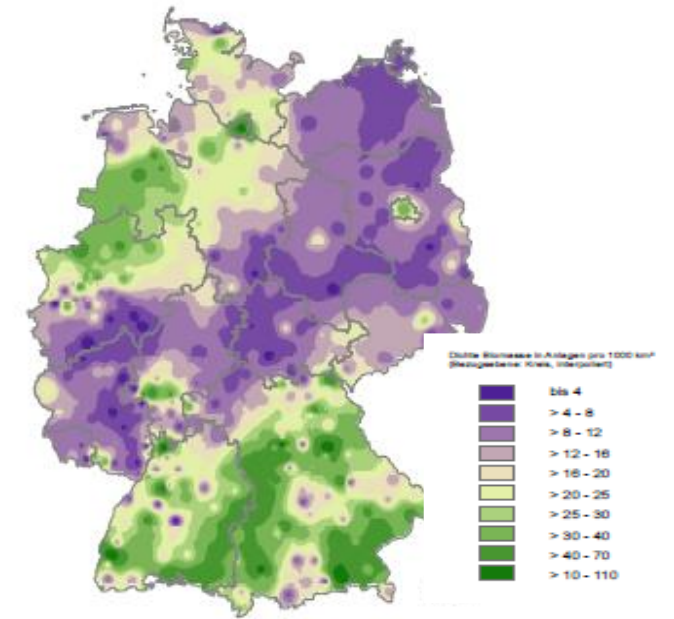 Dichte Biomasse in Anlagen pro 1000 km²
(Bezugsebene: Kreis, interpoliert)
bis 4
> 4 - 8
> 8 - 12
> 12 - 16
> 16 - 20
> 20 - 25
> 25 - 30
> 30 - 40
> 40 - 70
> 10 - 110